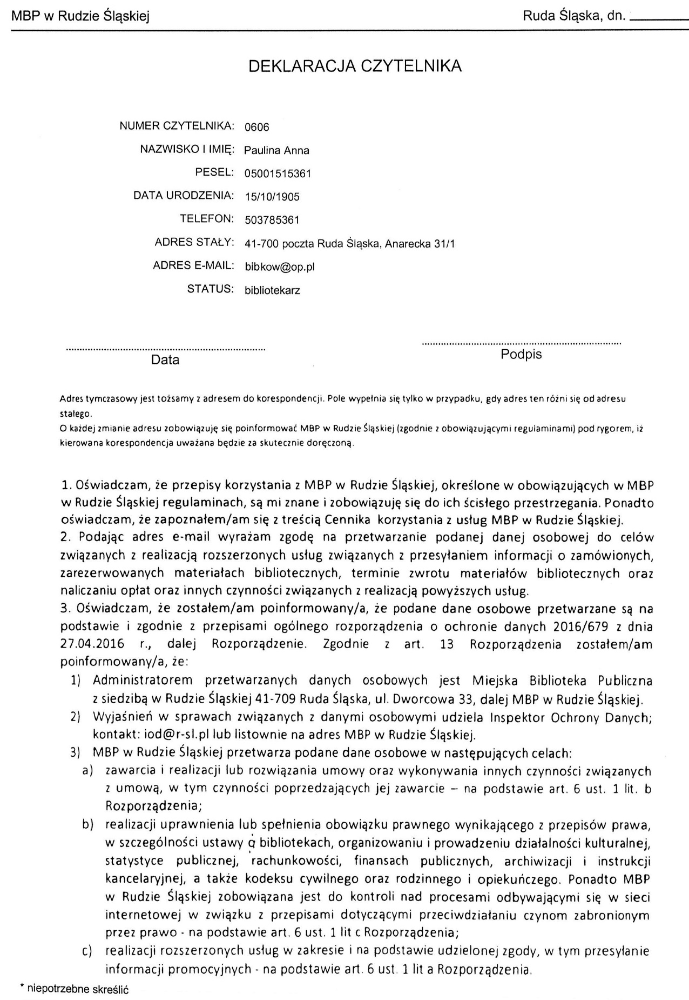 MBP w Rudzie Śląskiej
Ruda Śląska, dn.
DEKLARACJA CZYTELNIKA
NUMER CZYTELNIKA: 0606
NAZWISKO I IMIĘ: Paulina Anna
PESEL: 05001515361
DATA URODZENIA: 15/10/1905
TELEFON: 503785361
ADRES STAŁY: 41-700 poczta Ruda Śląska, Anarecka 31/1
ADRES E-MAIL: bibkow@op.pl
STATUS: bibliotekarz
Data
Podpis
Adres tymczasowy jest tożsamy z adresem do korespondencji. Pole wypełnia się tylko w przypadku, gdy adres ten różni się od adresu
stałego.
O każdej zmianie adresu zobowiązuję się poinformować MBP w Rudzie Śląskiej (zgodnie z obowiązującymi regulaminami) pod rygorem, iż
kierowana korespondencja uważana będzie za skutecznie doręczoną.
1. Oświadczam, że przepisy korzystania z MBP w Rudzie Śląskiej, określone w obowiązujących w MBP
w Rudzie Śląskiej regulaminach, są mi znane i zobowiązuję się do ich ścisłego przestrzegania. Ponadto
oświadczam, że zapoznałem/am się z treścią Cennika korzystania z usług MBP w Rudzie Śląskiej.
2. Podając adres e-mail wyrażam zgodę na przetwarzanie podanej danej osobowej do celów
związanych z realizacją rozszerzonych usług związanych z przesyłaniem informacji o zamówionych,
zarezerwowanych materiałach bibliotecznych, terminie zwrotu materiałów bibliotecznych oraz
naliczaniu opłat oraz innych czynności związanych z realizacją powyższych usług.
3. Oświadczam, że zostałem/am poinformowany/a, że podane dane osobowe przetwarzane są na
podstawie i zgodnie z przepisami ogólnego rozporządzenia o ochronie danych 2016/679 z dnia
27.04.2016 r., dalej Rozporządzenie. Zgodnie z art. 13 Rozporządzenia zostałem/am
poinformowany/a, że:
1) Administratorem przetwarzanych danych osobowych jest Miejska Biblioteka Publiczna
z siedzibą w Rudzie Śląskiej 41-709 Ruda Śląska, ul. Dworcowa 33, dalej MBP w Rudzie Śląskiej.
2) Wyjaśnień w sprawach związanych z danymi osobowymi udziela Inspektor Ochrony Danych;
kontakt: iod@r-sl.pl lub listownie na adres MBP w Rudzie Śląskiej.
3) MBP w Rudzie Śląskiej przetwarza podane dane osobowe w następujących celach:
a) zawarcia i realizacji lub rozwiązania umowy oraz wykonywania innych czynności związanych
z umową, w tym czynności poprzedzających jej zawarcie – na podstawie art. 6 ust. 1 lit. b
Rozporządzenia;
b) realizacji uprawnienia lub spełnienia obowiązku prawnego wynikającego z przepisów prawa,
w szczególności ustawy o bibliotekach, organizowaniu i prowadzeniu działalności kulturalnej,
statystyce publicznej, rachunkowości, finansach publicznych, archiwizacji i instrukcji
kancelaryjnej, a także kodeksu cywilnego oraz rodzinnego i opiekuńczego. Ponadto MBP
w Rudzie Śląskiej zobowiązana jest do kontroli nad procesami odbywającymi się w sieci
internetowej w związku z przepisami dotyczącymi przeciwdziałaniu czynom zabronionym
przez prawo - na podstawie art. 6 ust. 1 lit c Rozporządzenia;
c) realizacji rozszerzonych usług w zakresie i na podstawie udzielonej zgody, w tym przesyłanie
informacji promocyjnych - na podstawie art. 6 ust. 1 lit a Rozporządzenia.
* niepotrzebne skreślić